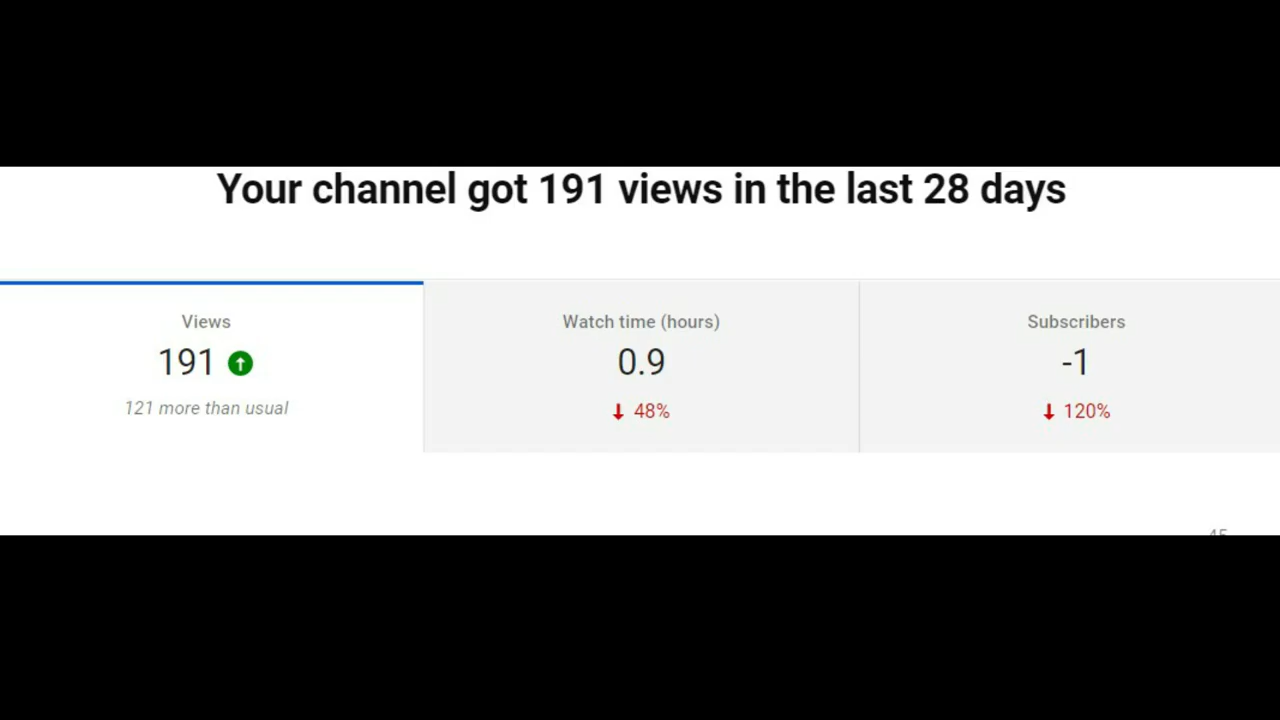 Your channel got 191 views in the last 28 days
Views
191
121 more than usual
Watch time (hours)
0.9
48%
Subscribers
-1
120%
45